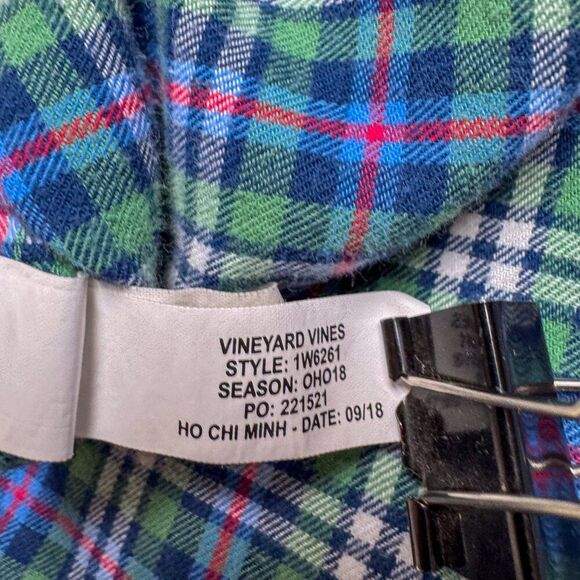 VINEYARD VINES
STYLE: 1W6261
SEASON: OHO18
PO: 221521
HO CHI MINH - DATE: 09/18